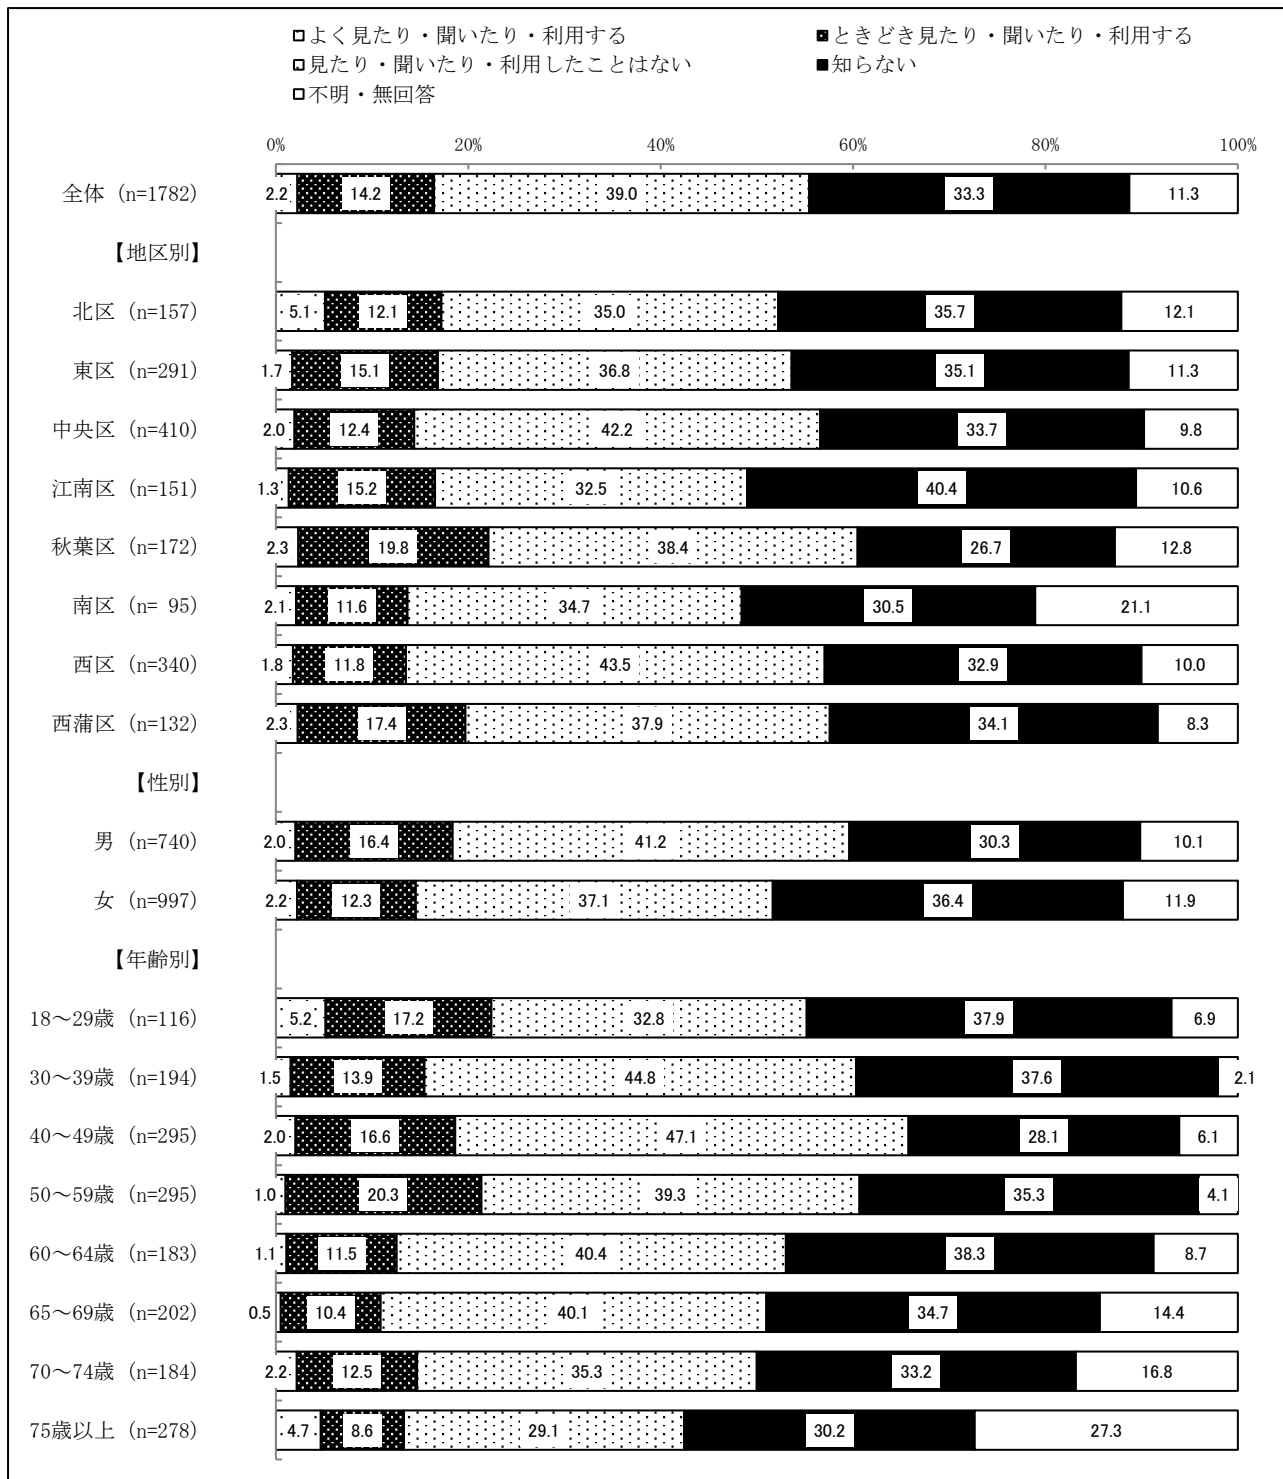 よく見たり・聞いたり・利用する ときどき見たり・聞いたり・利用する
見たり・聞いたり・利用したことはない 知らない
不明・無回答
0% 20% 40% 60% 80% 100%
全体 (n=1782) 2.2 14.2 39.0 33.3 11.3
【地区別】
北区 (n=157) 5.1 12.1 35.0 35.7 12.1
東区 (n=291) 1.7 15.1 36.8 35.1 11.3
中央区 (n=410) 2.0 12.4 42.2 33.7 9.8
江南区 (n=151) 1.3 15.2 32.5 40.4 10.6
秋葉区 (n=172) 2.3 19.8 38.4 26.7 12.8
南区 (n= 95) 2.1 11.6 34.7 30.5 21.1
西区 (n=340) 1.8 11.8 43.5 32.9 10.0
西蒲区 (n=132) 2.3 17.4 37.9 34.1 8.3
【性別】
男 (n=740) 2.0 16.4 41.2 30.3 10.1
女 (n=997) 2.2 12.3 37.1 36.4 11.9
【年齢別】
18～29歳 (n=116) 5.2 17.2 32.8 37.9 6.9
30～39歳 (n=194) 1.5 13.9 44.8 37.6 2.1
40～49歳 (n=295) 2.0 16.6 47.1 28.1 6.1
50～59歳 (n=295) 1.0 20.3 39.3 35.3 4.1
60～64歳 (n=183) 1.1 11.5 40.4 38.3 8.7
65～69歳 (n=202) 0.5 10.4 40.1 34.7 14.4
70～74歳 (n=184) 2.2 12.5 35.3 33.2 16.8
75歳以上 (n=278) 4.7 8.6 29.1 30.2 27.3